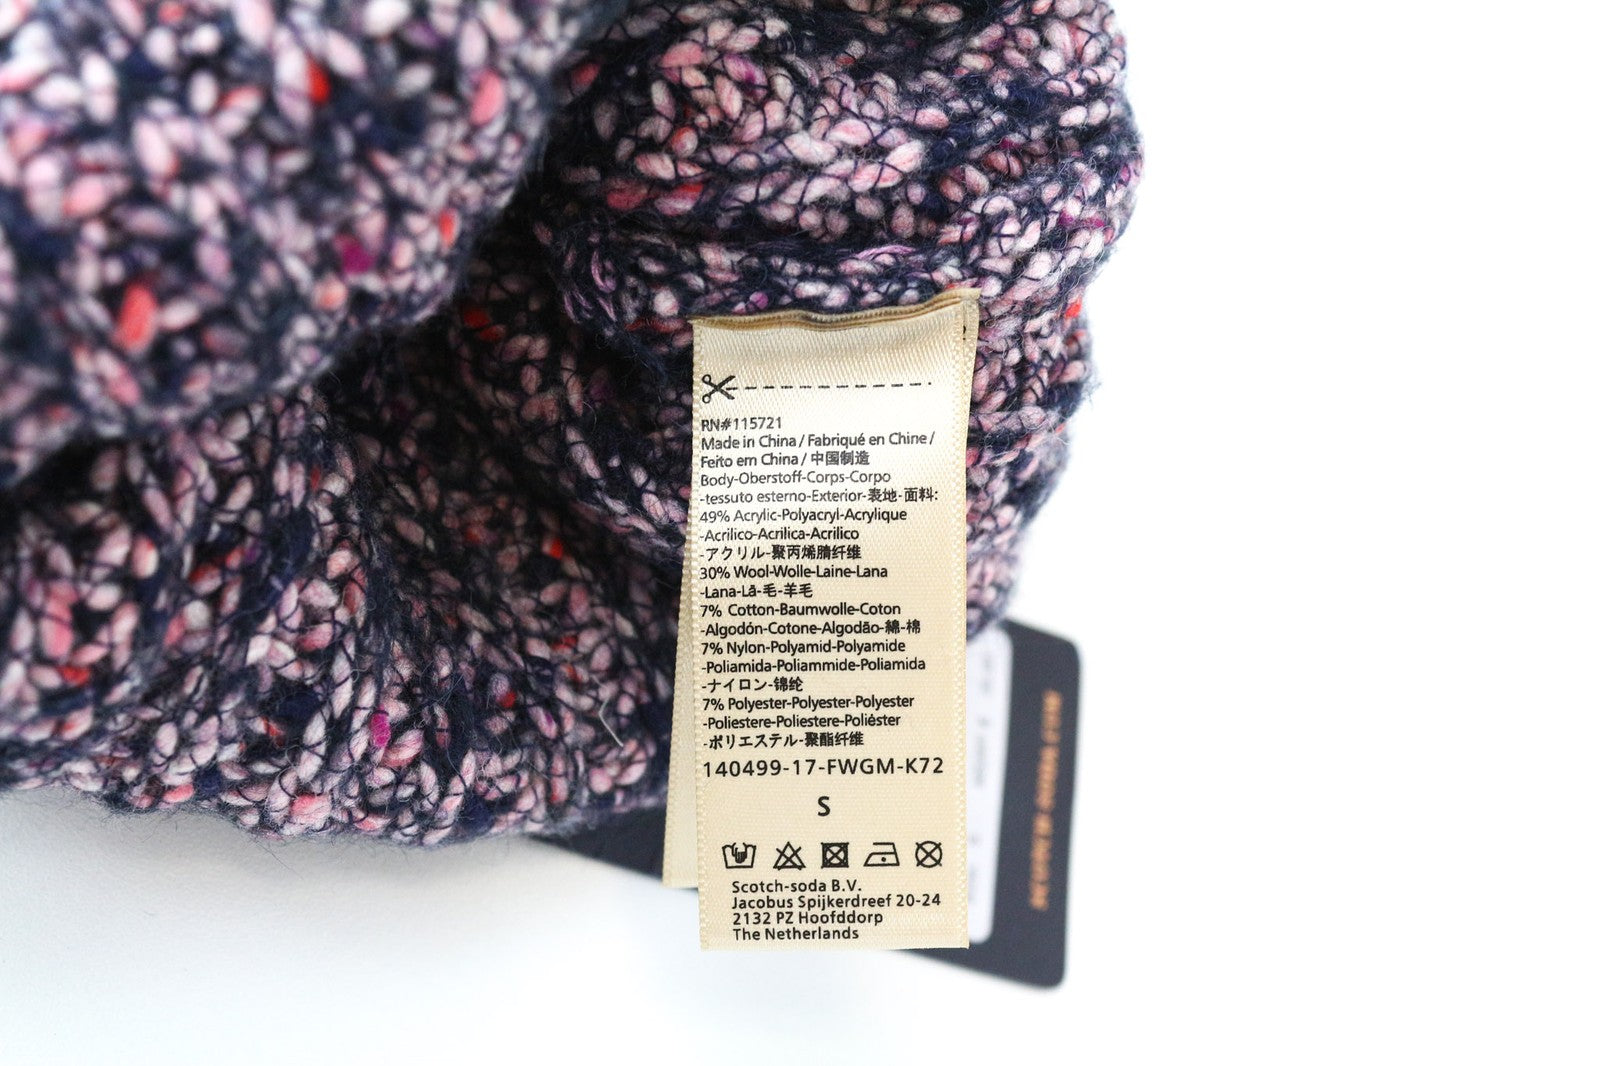 RN#115721
Made in China / Fabriqué en Chine /
Feito em China / 中国制造
Body-Oberstoff-Corps-Corpo
-tessuto esterno-Exterior-表地-面料:
49% Acrylic-Polyacryl-Acrylique
-Acrilico-Acrilica-Acrilico
-アクリル-聚丙烯腈纤维
30% Wool-Wolle-Laine-Lana
-Lana-Lã-毛-羊毛
7% Cotton-Baumwolle-Coton
-Algodón-Cotone-Algodão-綿-棉
7% Nylon-Polyamid-Polyamide
-Poliamida-Poliammide-Poliamida
-ナイロン-锦纶
7% Polyester-Polyester-Polyester
-Poliestere-Poliestere-Poliéster
-ポリエステル-聚酯纤维
140499-17-FWGM-K72
S
Scotch-soda B.V.
Jacobus Spijkerdreef 20-24
2132 PZ Hoofddorp
The Netherlands